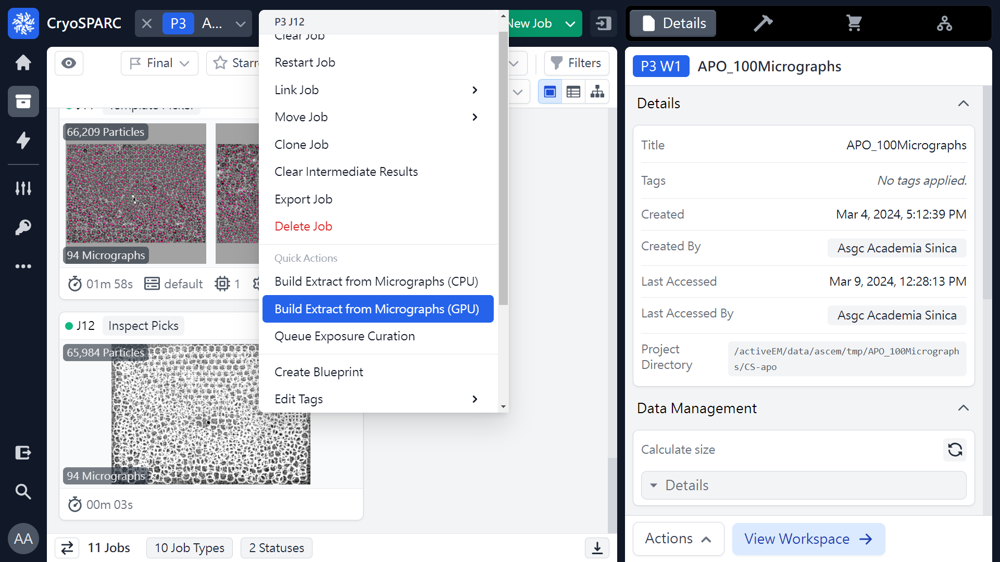 CryoSPARC
P3 A...
New Job
Details
P3 J12
Clear Job
Restart Job
Link Job
Move Job
Clone Job
Clear Intermediate Results
Export Job
Delete Job
Quick Actions
Build Extract from Micrographs (CPU)
Build Extract from Micrographs (GPU)
Queue Exposure Curation
Create Blueprint
Edit Tags
Final
Filters
Template Picker
66,209 Particles
94 Micrographs
01m 58s
default
1
J12 Inspect Picks
65,984 Particles
94 Micrographs
00m 03s
11 Jobs
10 Job Types
2 Statuses
AA
P3 W1 APO_100Micrographs
Details
Title APO_100Micrographs
Tags No tags applied.
Created Mar 4, 2024, 5:12:39 PM
Created By Asgc Academia Sinica
Last Accessed Mar 9, 2024, 12:28:13 PM
Last Accessed By Asgc Academia Sinica
Project
Directory
/activeEM/data/ascem/tmp/APO_100Micrograph
s/CS-apo
Data Management
Calculate size
Details
Actions
View Workspace